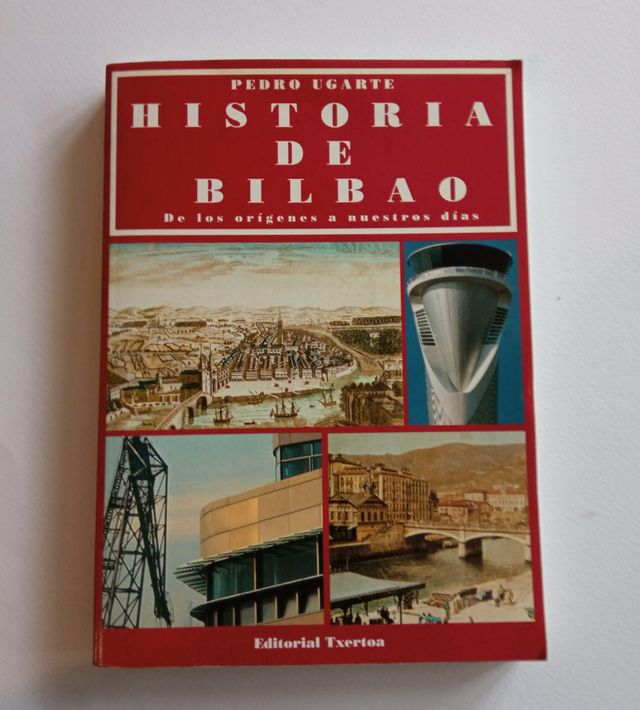 PEDRO UGARTE
HISTORIA
DE
BILBAO
De los orígenes a nuestros días
Editorial Txertoa